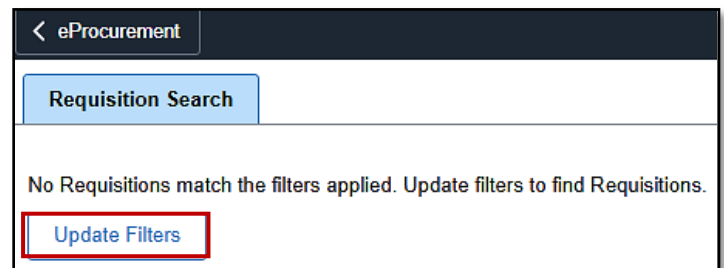 eProcurement
Requisition Search
No Requisitions match the filters applied. Update filters to find Requisitions.
Update Filters